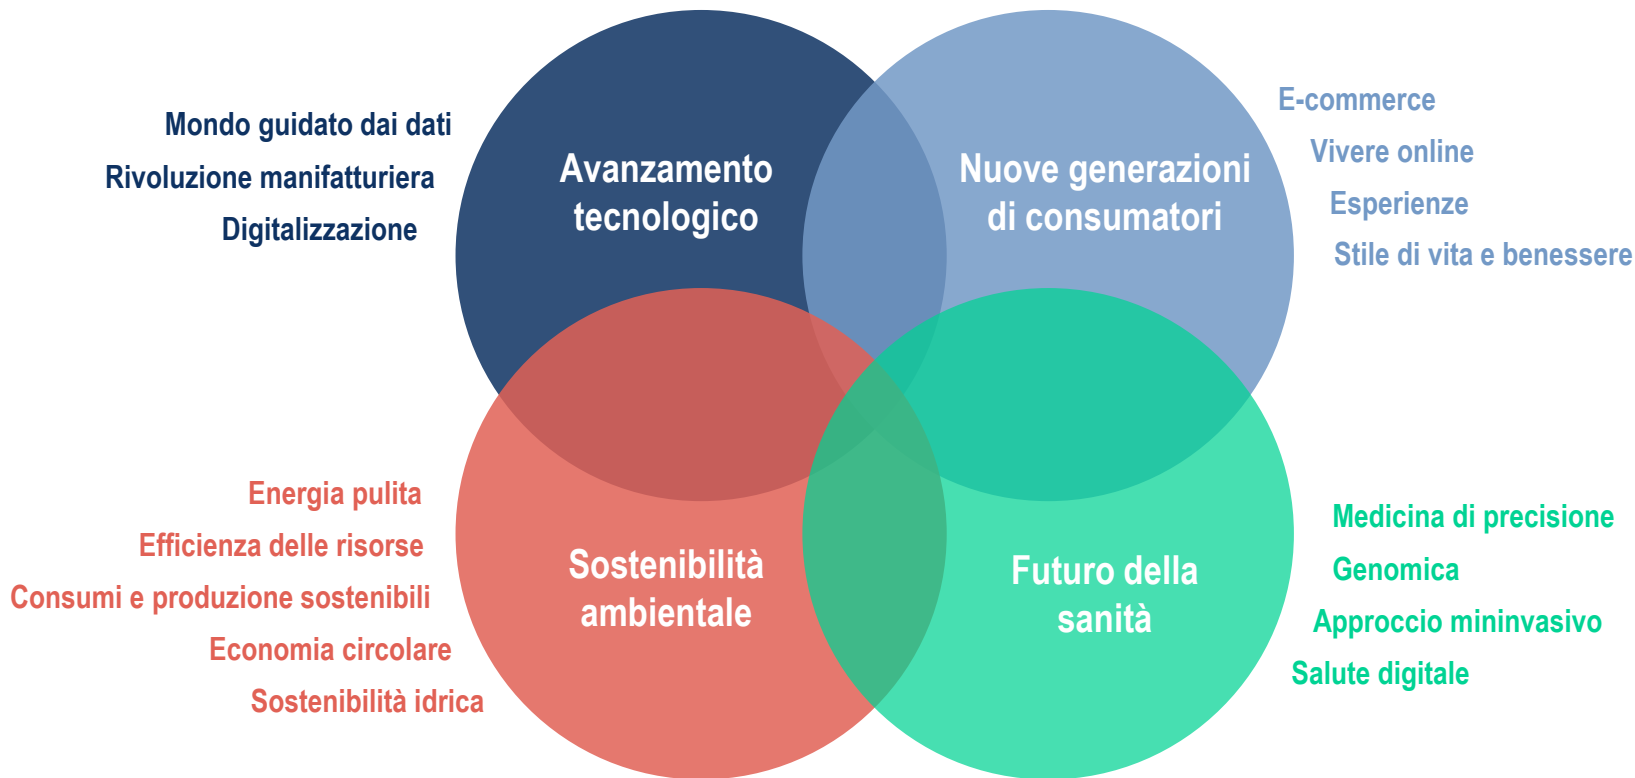 Mondo guidato dai dati
Rivoluzione manifatturiera
Digitalizzazione
Avanzamento
tecnologico
Nuove generazioni
di consumatori
E-commerce
Vivere online
Esperienze
Stile di vita e benessere
Energia pulita
Efficienza delle risorse
Consumi e produzione sostenibili
Economia circolare
Sostenibilità idrica
Sostenibilità
ambientale
Futuro della
sanità
Medicina di precisione
Genomica
Approccio mininvasivo
Salute digitale